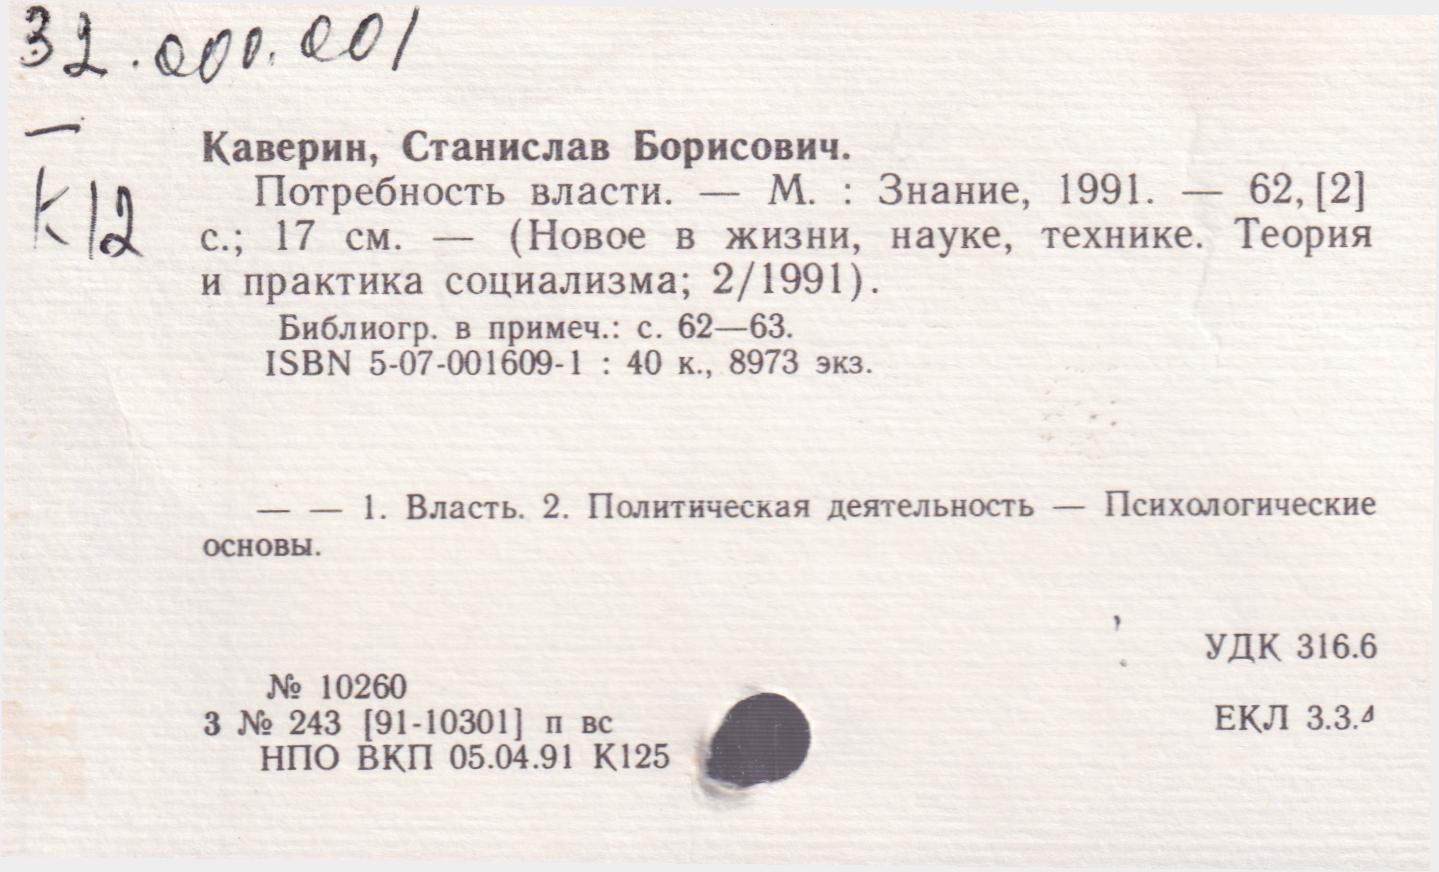 32.000.001
—
К12
Каверин, Станислав Борисович.
Потребность власти. — М. : Знание, 1991. — 62, [2]
с.; 17 см. — (Новое в жизни, науке, технике. Теория
и практика социализма; 2/1991).
Библиогр. в примеч.: с. 62—63.
ISBN 5-07-001609-1 : 40 к., 8973 экз.
— — 1. Власть. 2. Политическая деятельность — Психологические
основы.
УДК 316.6
№ 10260
3 № 243 [91-10301] п вс
ЕКЛ 3.3.
НПО ВКП 05.04.91 К125